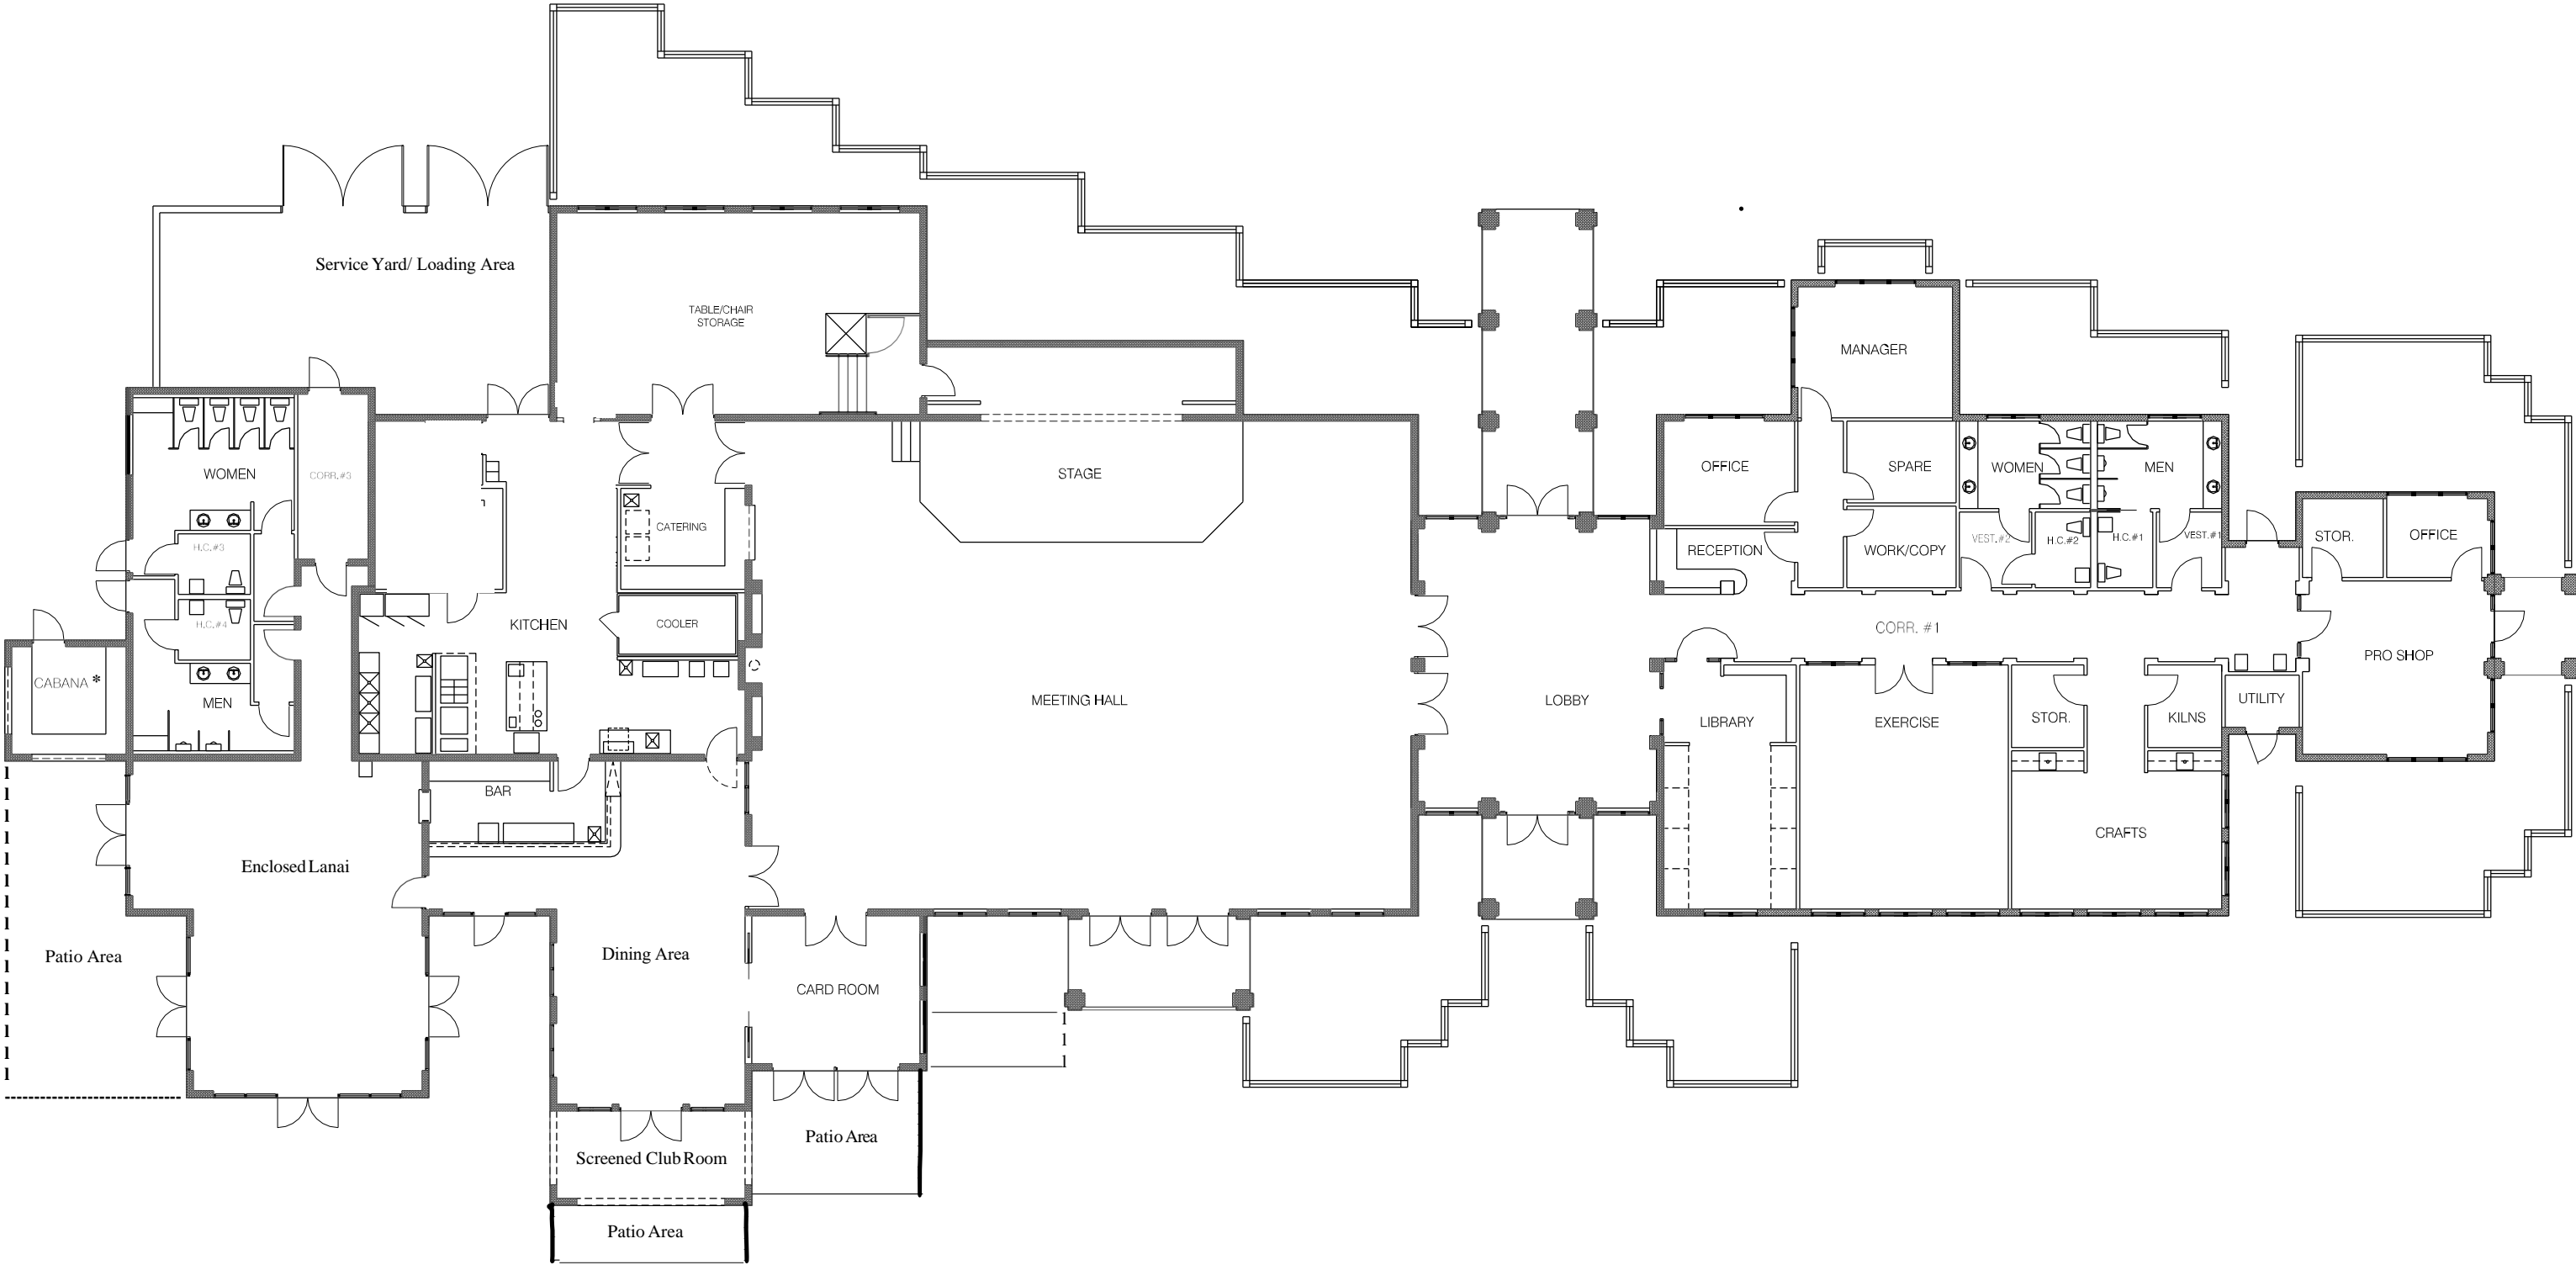 Service Yard/ Loading Area
TABLE/CHAIR
STORAGE
MANAGER
WOMEN
CORR.#3
STAGE
OFFICE
SPARE
WOMEN
MEN
CATERING
H.C.#3
RECEPTION
WORK/COPY
VEST.#2
H.C.#2
H.C.#1
VEST.#1
STOR.
OFFICE
H.C.#4
KITCHEN
COOLER
CORR. #1
CABANA *
MEN
MEETING HALL
LOBBY
LIBRARY
EXERCISE
STOR.
KILNS
UTILITY
PRO SHOP
BAR
CRAFTS
Enclosed Lanai
Patio Area
Dining Area
CARD ROOM
Patio Area
Screened Club Room
Patio Area